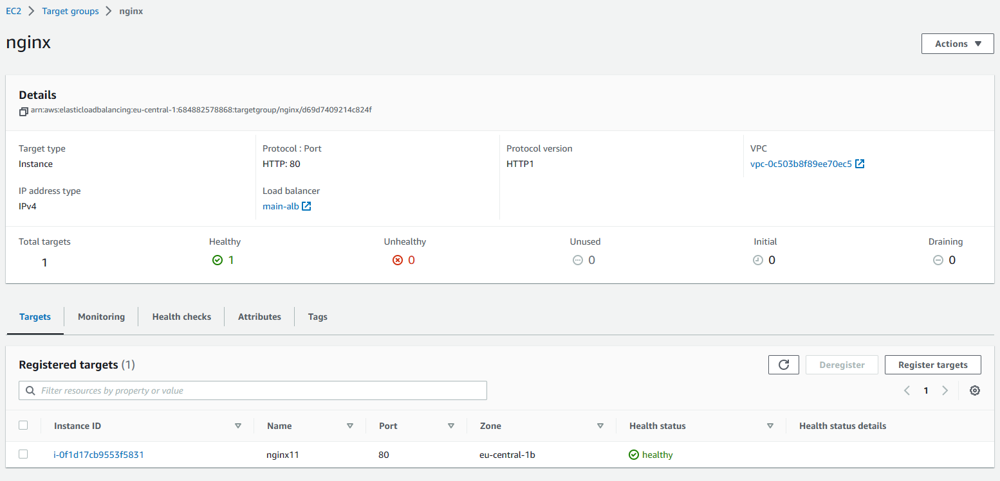 EC2 > Target groups > nginx
nginx
Actions
Details
arn:aws:elasticloadbalancing:eu-central-1:684882578868:targetgroup/nginx/d69d7409214c824f
Target type Protocol : Port Protocol version VPC
Instance HTTP: 80 HTTP1 vpc-0c503b8f89ee70ec5
IP address type Load balancer
IPv4 main-alb
Total targets Healthy Unhealthy Unused Initial Draining
1 1 0 0 0 0
Targets Monitoring Health checks Attributes Tags
Registered targets (1) Deregister Register targets
Filter resources by property or value 1
Instance ID Name Port Zone Health status Health status details
i-0f1d17cb9553f5831 nginx11 80 eu-central-1b healthy